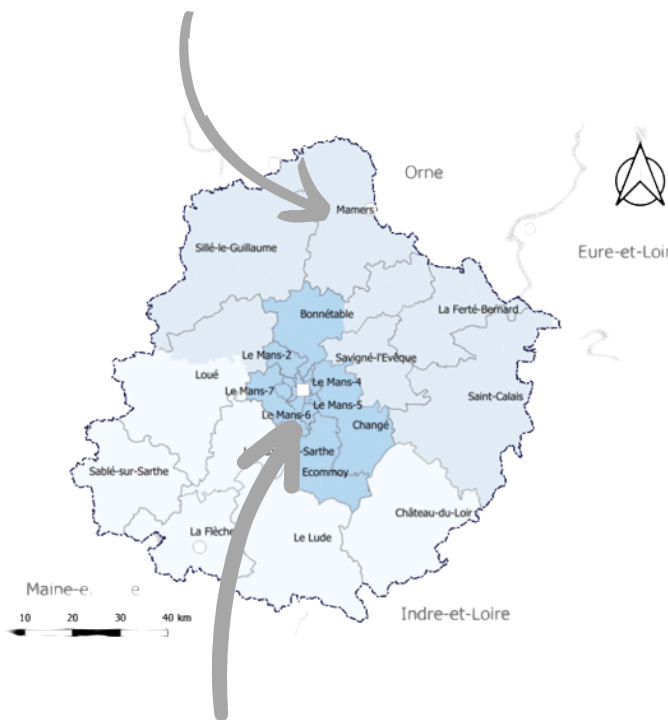 Orne
Mamers
Sillé-le-Guillaume
Eure-et-Loir
Bonnétable
La Ferté-Bernard
Le Mans-2
Savigné-l'Evêque
Loué
Le Mans-4
Le Mans-7
Saint-Calais
Le Mans-5
Le Mans-6
Changé
-Sarthe
Sablé-sur-Sarthe
Ecommoy
Château-du-Loir
La Flèche
Le Lude
Maine-e
Indre-et-Loire
10 20 30 40 km